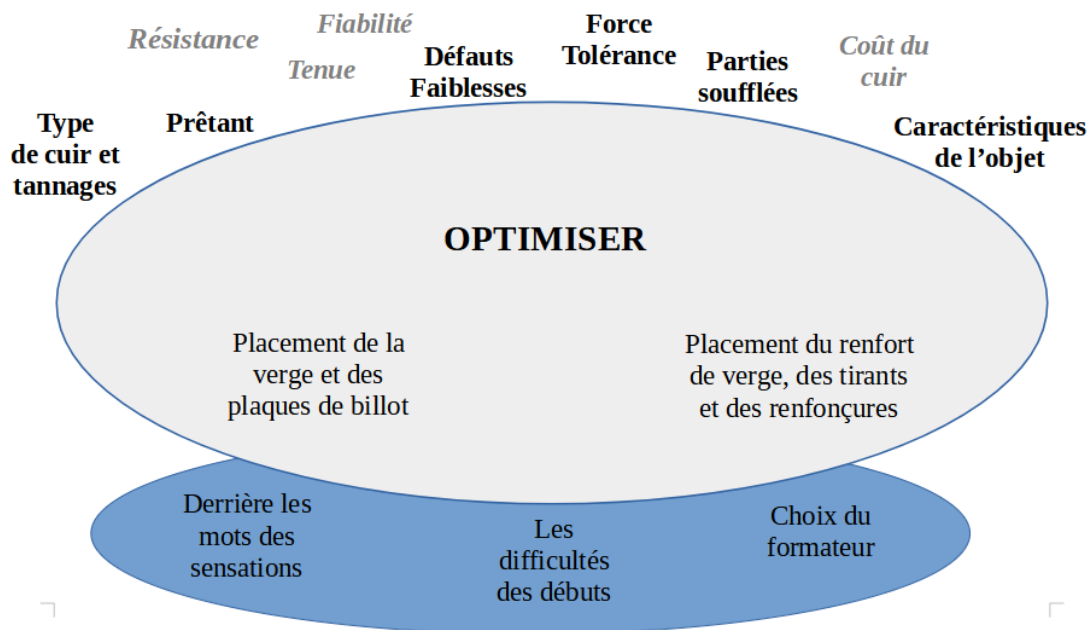 Résistance
Fiabilité
Tenue
Défauts
Faiblesses
Force
Tolérance
Parties
soufflées
Coût du
cuir
Type
de cuir et
tannages
Prêtant
Caractéristiques
de l’objet
OPTIMISER
Placement de la
verge et des
plaques de billot
Placement du renfort
de verge, des tirants
et des renfonçures
Derrière les
mots des
sensations
Les
difficultés
des débuts
Choix du
formateur